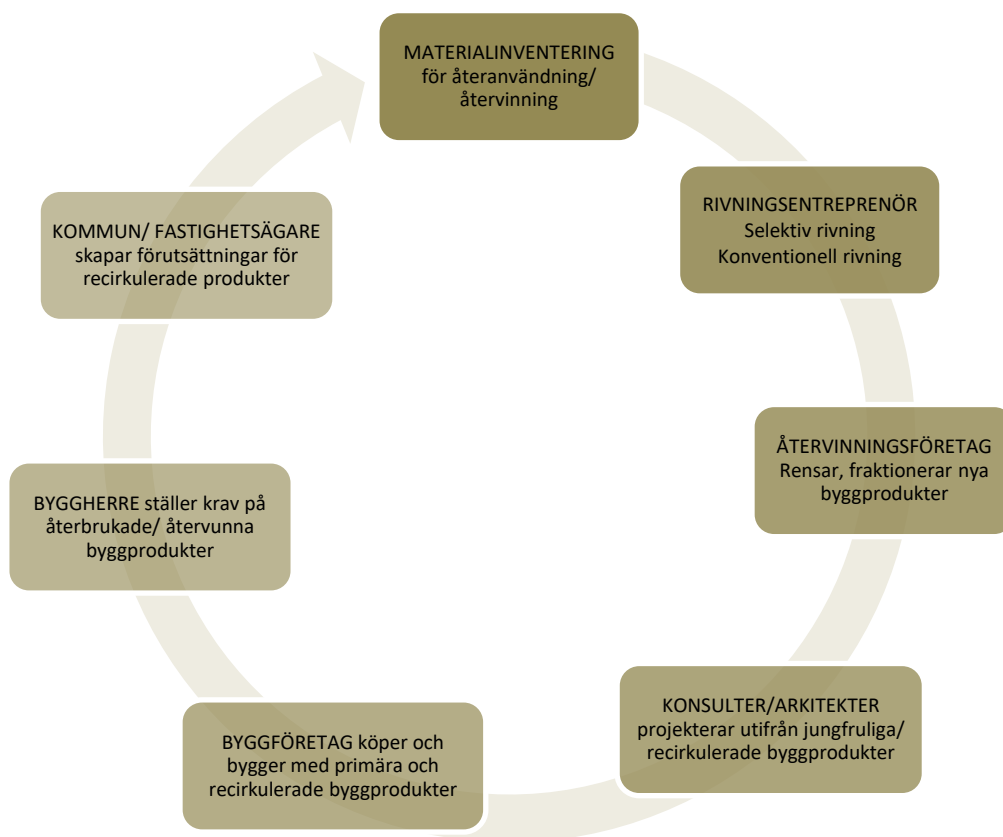 MATERIALINVENTERING
för återanvändning/
återvinning
RIVNINGSENTREPRENÖR
Selektiv rivning
Konventionell rivning
ÅTERVINNINGSFÖRETAG
Rensar, fraktionerar nya
byggprodukter
KONSULTER/ARKITEKTER
projekterar utifrån jungfruliga/
recirkulerade byggprodukter
BYGGFÖRETAG köper och
bygger med primära och
recirkulerade byggprodukter
BYGGHERRE ställer krav på
återbrukade/ återvunna
byggprodukter
KOMMUN/ FASTIGHETSÄGARE
skapar förutsättningar för
recirkulerade produkter